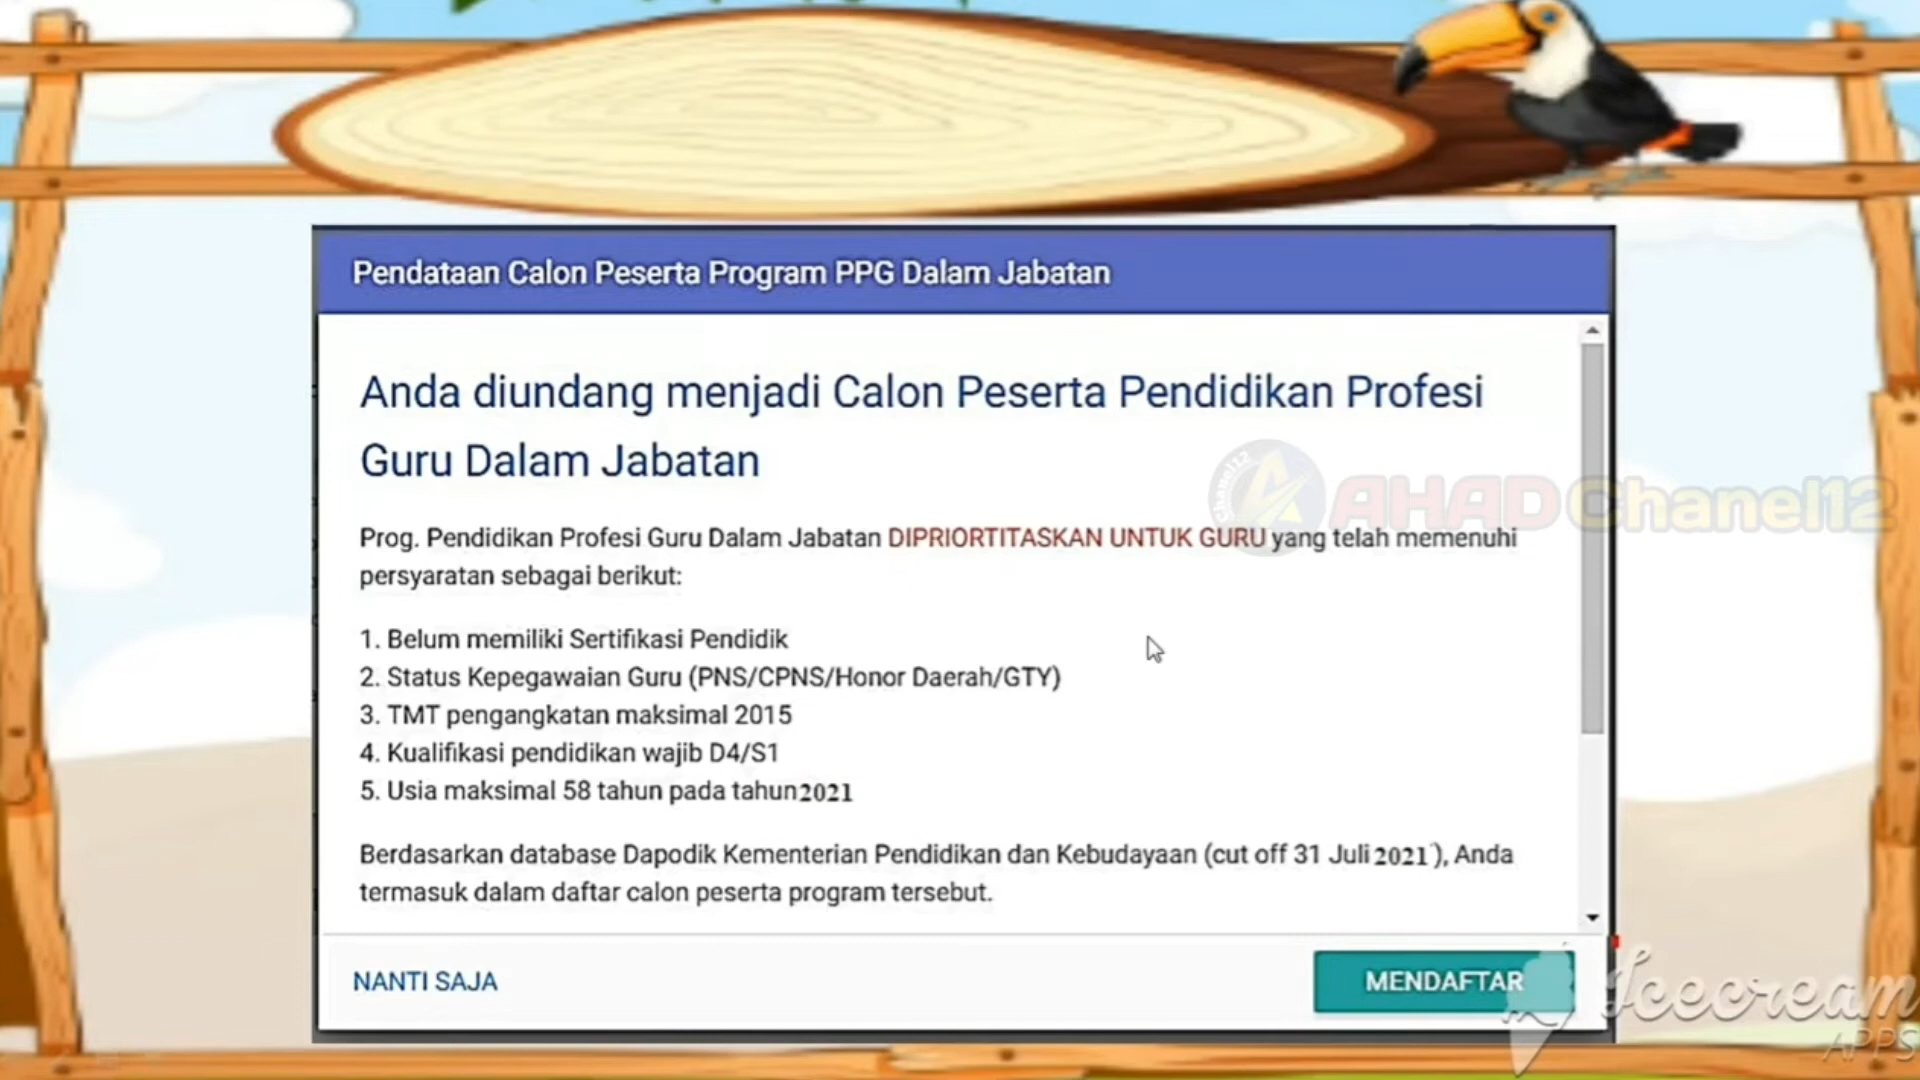 Pendataan Calon Peserta Program PPG Dalam Jabatan
Anda diundang menjadi Calon Peserta Pendidikan Profesi
Guru Dalam Jabatan
Chanel12
AHAD Chanel12
Prog. Pendidikan Profesi Guru Dalam Jabatan DIPRIORTITASKAN UNTUK GURU yang telah memenuhi
persyaratan sebagai berikut:
1. Belum memiliki Sertifikasi Pendidik
2. Status Kepegawaian Guru (PNS/CPNS/Honor Daerah/GTY)
3. TMT pengangkatan maksimal 2015
4. Kualifikasi pendidikan wajib D4/S1
5. Usia maksimal 58 tahun pada tahun2021
Berdasarkan database Dapodik Kementerian Pendidikan dan Kebudayaan (cut off 31 Juli 2021), Anda
termasuk dalam daftar calon peserta program tersebut.
NANTI SAJA
MENDAFTAR
Icecream
APPS